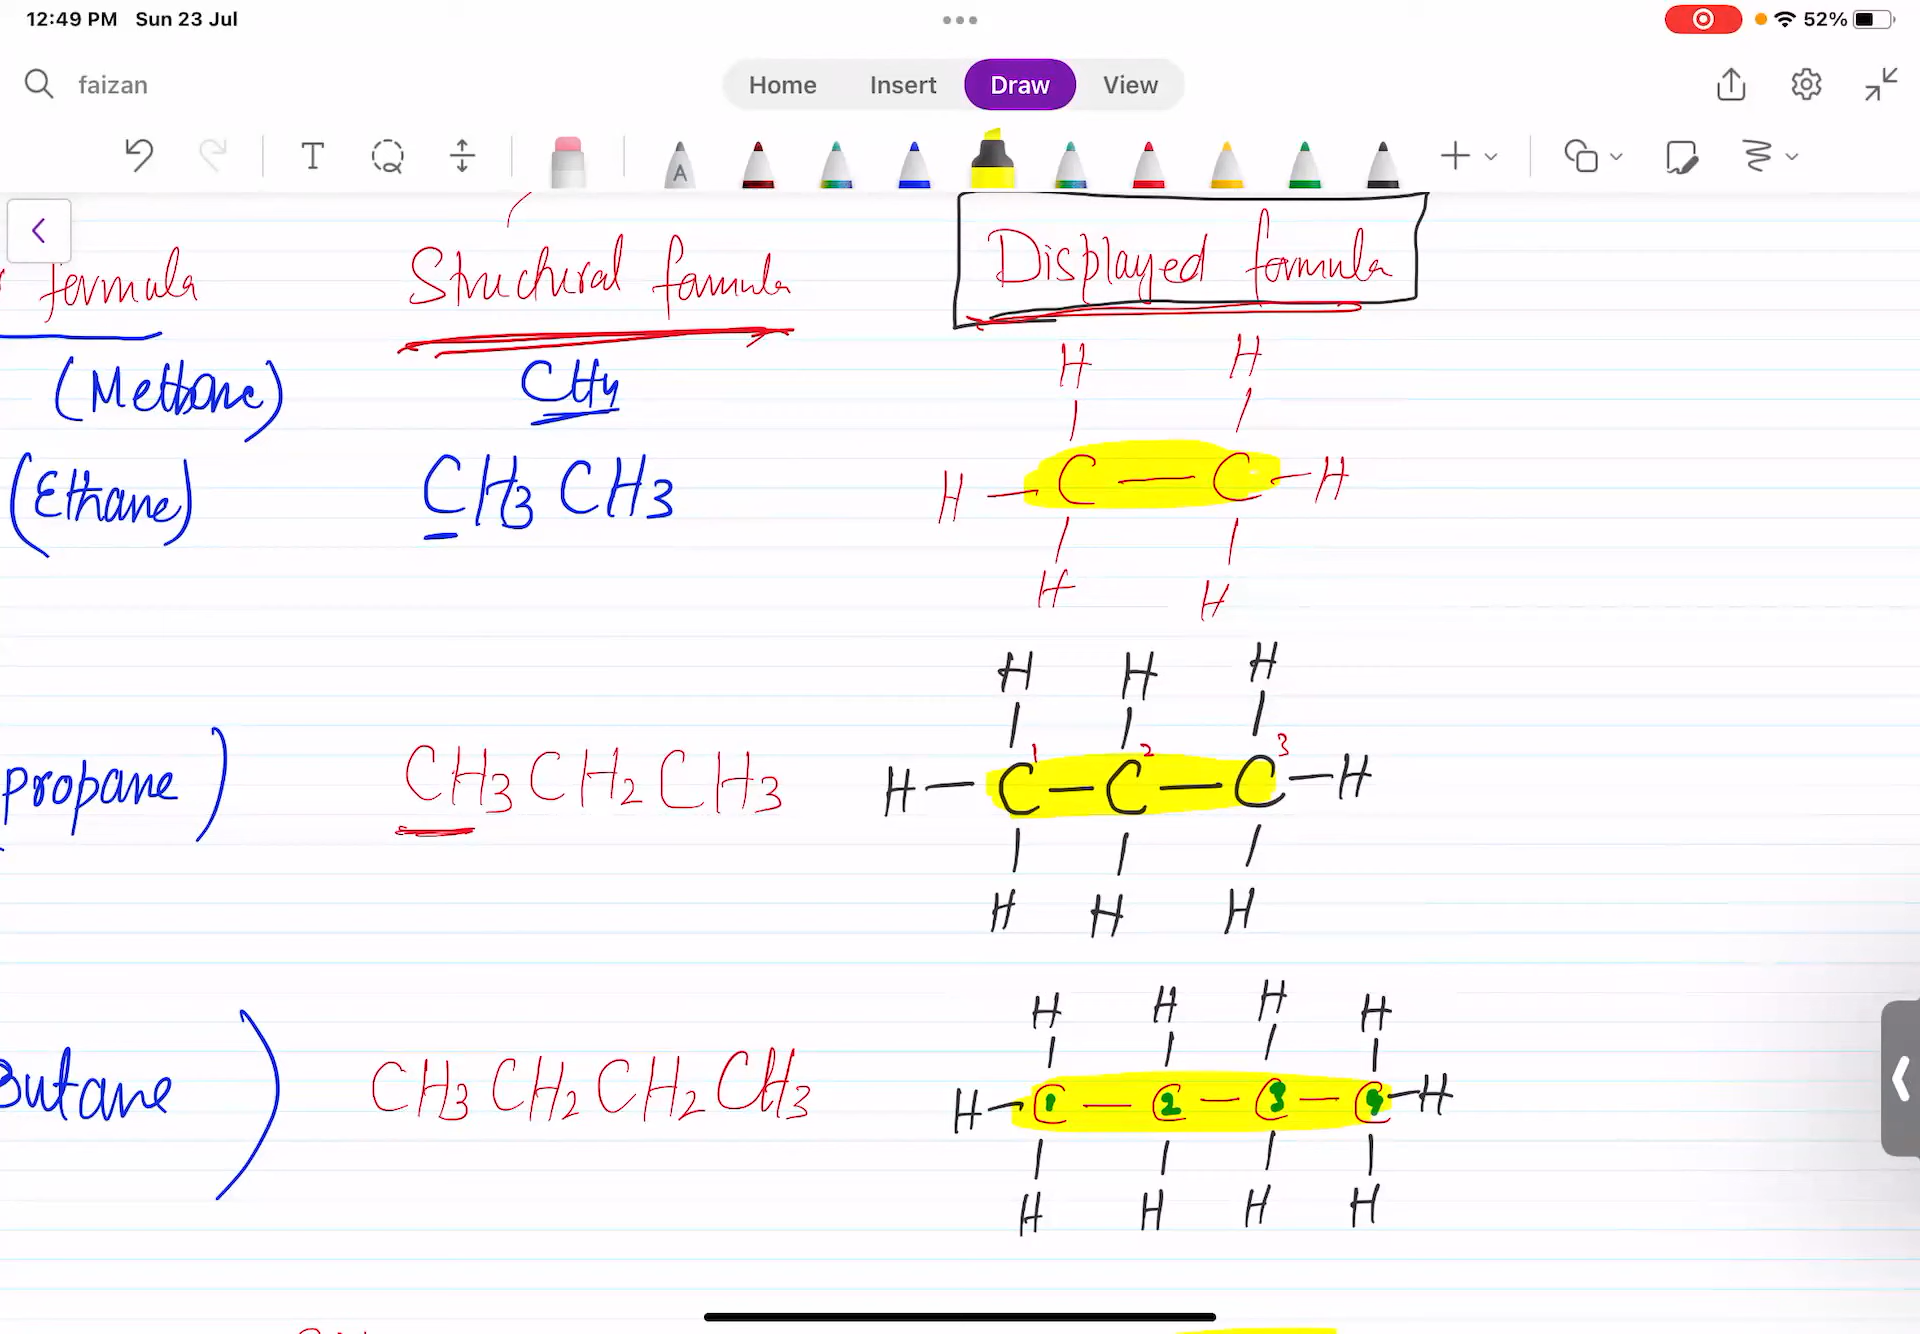 12:49 PM Sun 23 Jul
52%
faizan
Home Insert Draw View
T
A
formula Structural formula Displayed formula
(Methane) CH4
(Ethane) CH3 CH3
H H
H — C — C — H
H H
propane) CH3 CH2 CH3
H H H
1 2 3
H — C — C — C — H
H H H
Butane) CH3 CH2 CH2 CH3
H H H H
H — C — C — C — C — H
1 2 3 4
H H H H